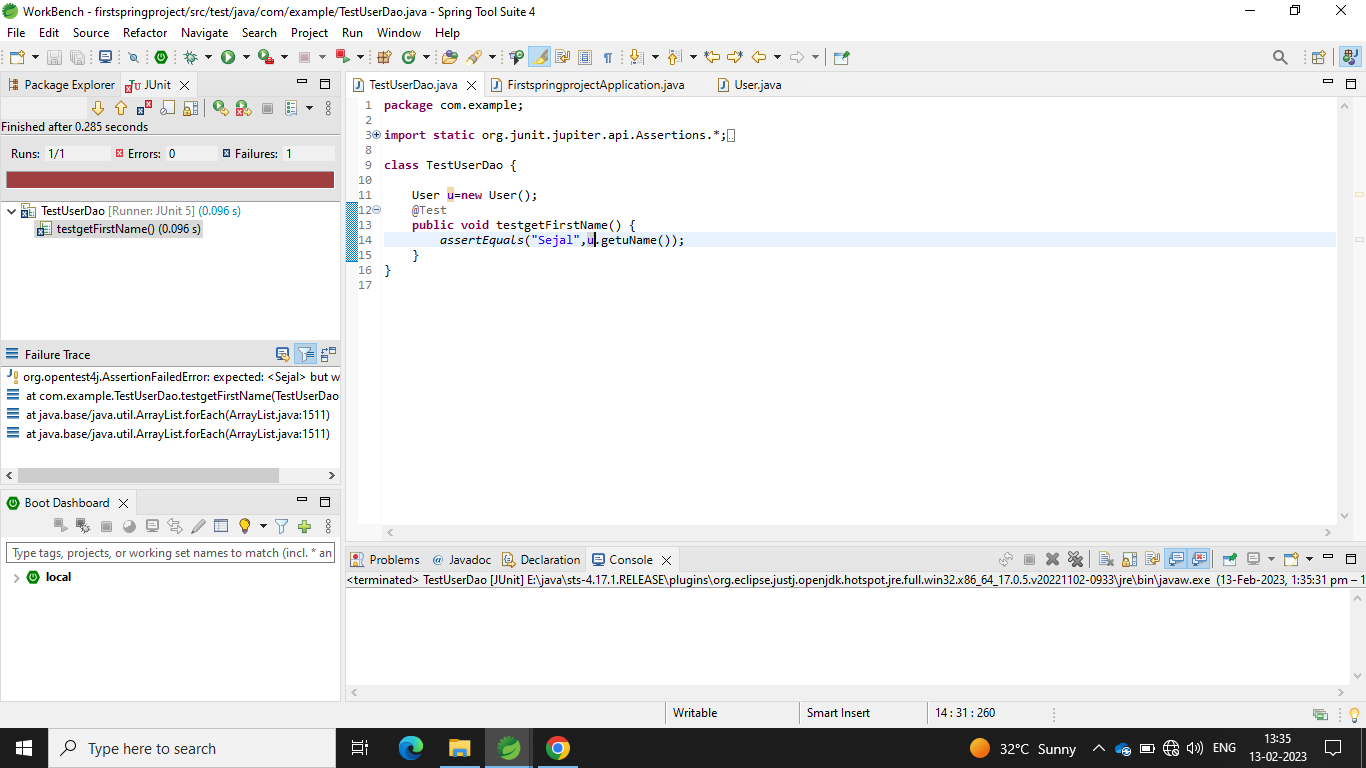 WorkBench - firstspringproject/src/test/java/com/example/TestUserDao.java - Spring Tool Suite 4
File Edit Source Refactor Navigate Search Project Run Window Help
Package Explorer JUnit
Finished after 0.285 seconds
Runs: 1/1 Errors: 0 Failures: 1
TestUserDao [Runner: JUnit 5] (0.096 s)
testgetFirstName() (0.096 s)
Failure Trace
org.opentest4j.AssertionFailedError: expected: <Sejal> but w
at com.example.TestUserDao.testgetFirstName(TestUserDao
at java.base/java.util.ArrayList.forEach(ArrayList.java:1511)
at java.base/java.util.ArrayList.forEach(ArrayList.java:1511)
Boot Dashboard
Type tags, projects, or working set names to match (incl. * an
local
TestUserDao.java FirstspringprojectApplication.java User.java
1 package com.example;
2
3 import static org.junit.jupiter.api.Assertions.*;
8
9 class TestUserDao {
10
11 User u=new User();
12 @Test
13 public void testgetFirstName() {
14 assertEquals("Sejal",u.getuName());
15 }
16 }
17
Problems @ Javadoc Declaration Console
<terminated> TestUserDao [JUnit] E:\java\sts-4.17.1.RELEASE\plugins\org.eclipse.justj.openjdk.hotspot.jre.full.win32.x86_64_17.0.5.v20221102-0933\jre\bin\javaw.exe (13-Feb-2023, 1:35:31 pm – 1
Writable Smart Insert 14 : 31 : 260
Type here to search
32°C Sunny ENG
13:35
13-02-2023